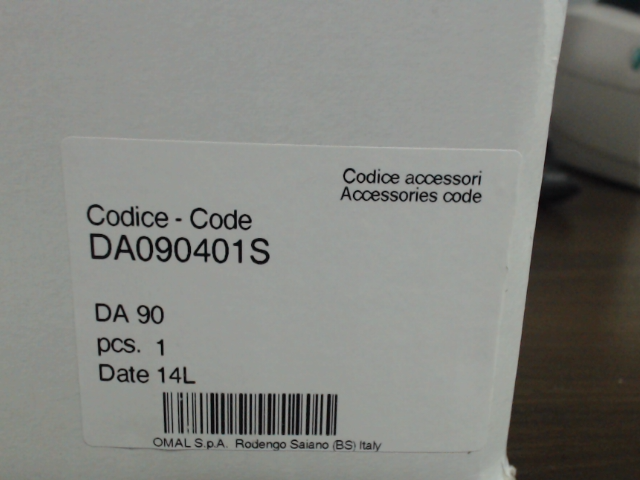 Codice accessori
Accessories code
Codice - Code
DA090401S
DA 90
pcs. 1
Date 14L
OMAL S.p.A. Rodengo Saiano (BS) Italy